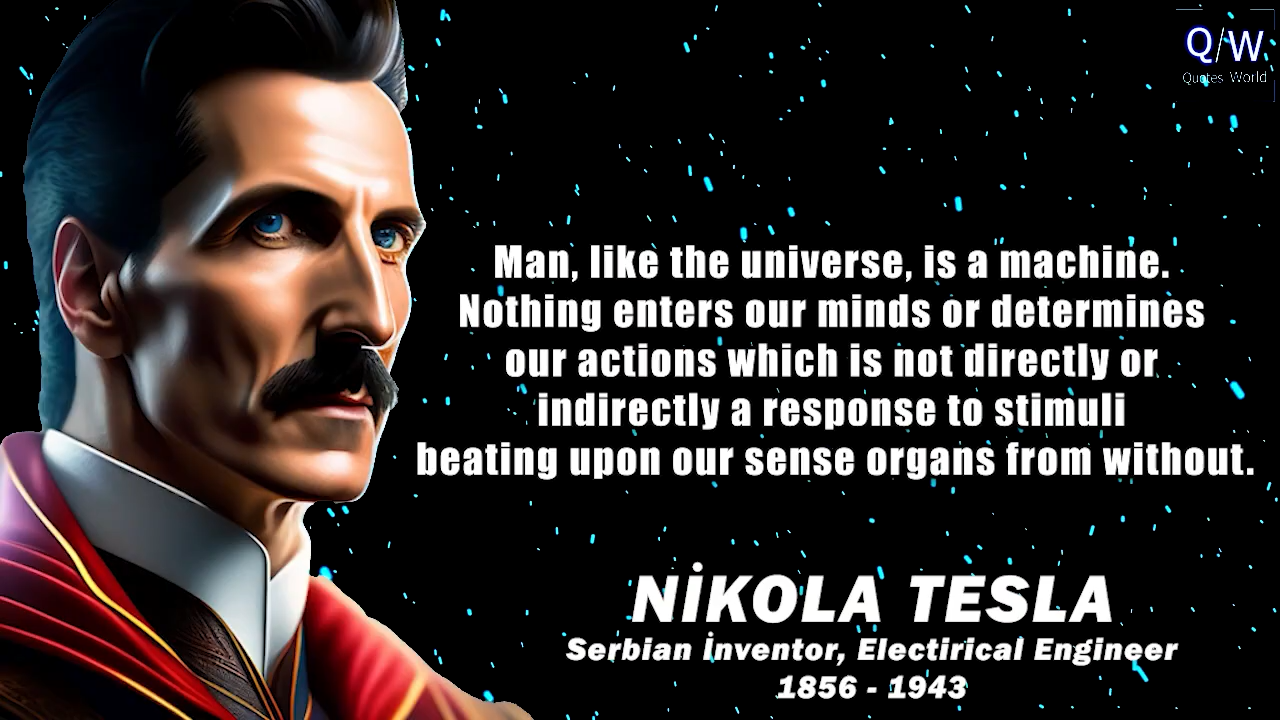 Q/W
Quotes World
Man, like the universe, is a machine.
Nothing enters our minds or determines
our actions which is not directly or
indirectly a response to stimuli
beating upon our sense organs from without.
NİKOLA TESLA
Serbian İnventor, Electirical Engineer
1856 - 1943